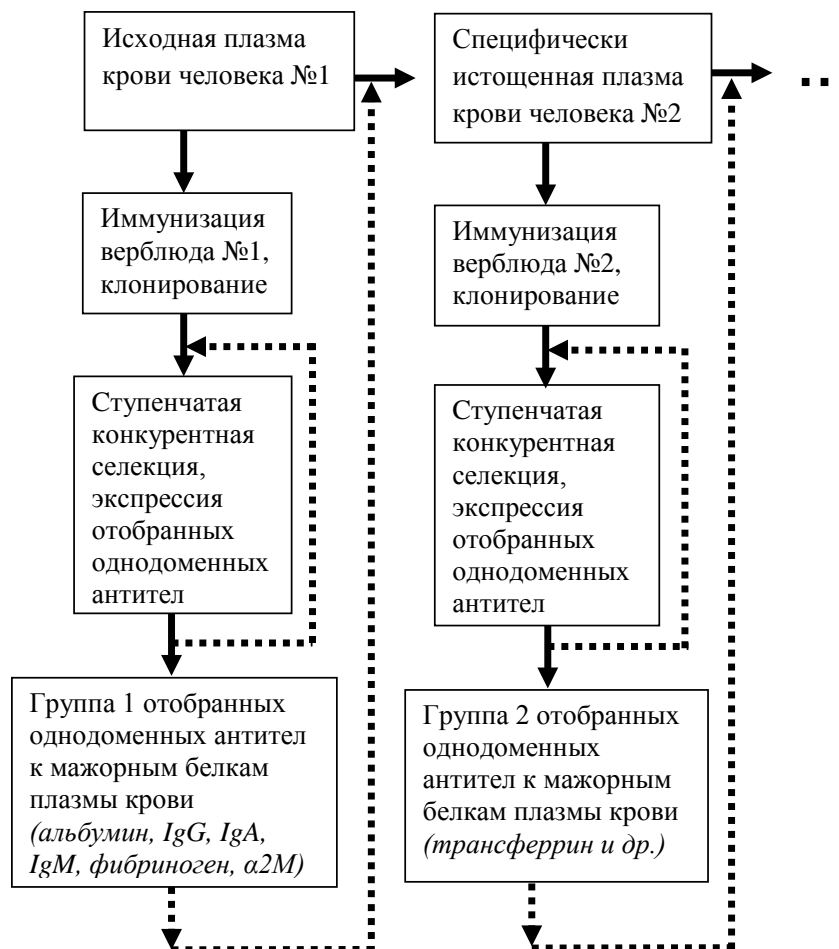 Исходная плазма
крови человека №1
Специфически
истощенная плазма
крови человека №2
Иммунизация
верблюда №1,
клонирование
Иммунизация
верблюда №2,
клонирование
Ступенчатая
конкурентная
селекция,
экспрессия
отобранных
однодоменных
антител
Ступенчатая
конкурентная
селекция,
экспрессия
отобранных
однодоменных
антител
Группа 1 отобранных
однодоменных антител
к мажорным белкам
плазмы крови
(альбумин, IgG, IgA,
IgM, фибриноген, α2M)
Группа 2 отобранных
однодоменных
антител к мажорным
белкам плазмы крови
(трансферрин и др.)